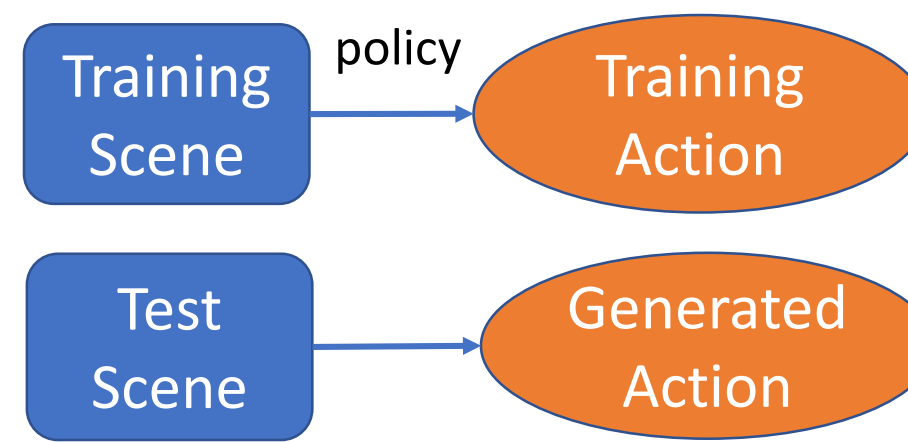 Training
Scene
policy
Training
Action
Test
Scene
Generated
Action